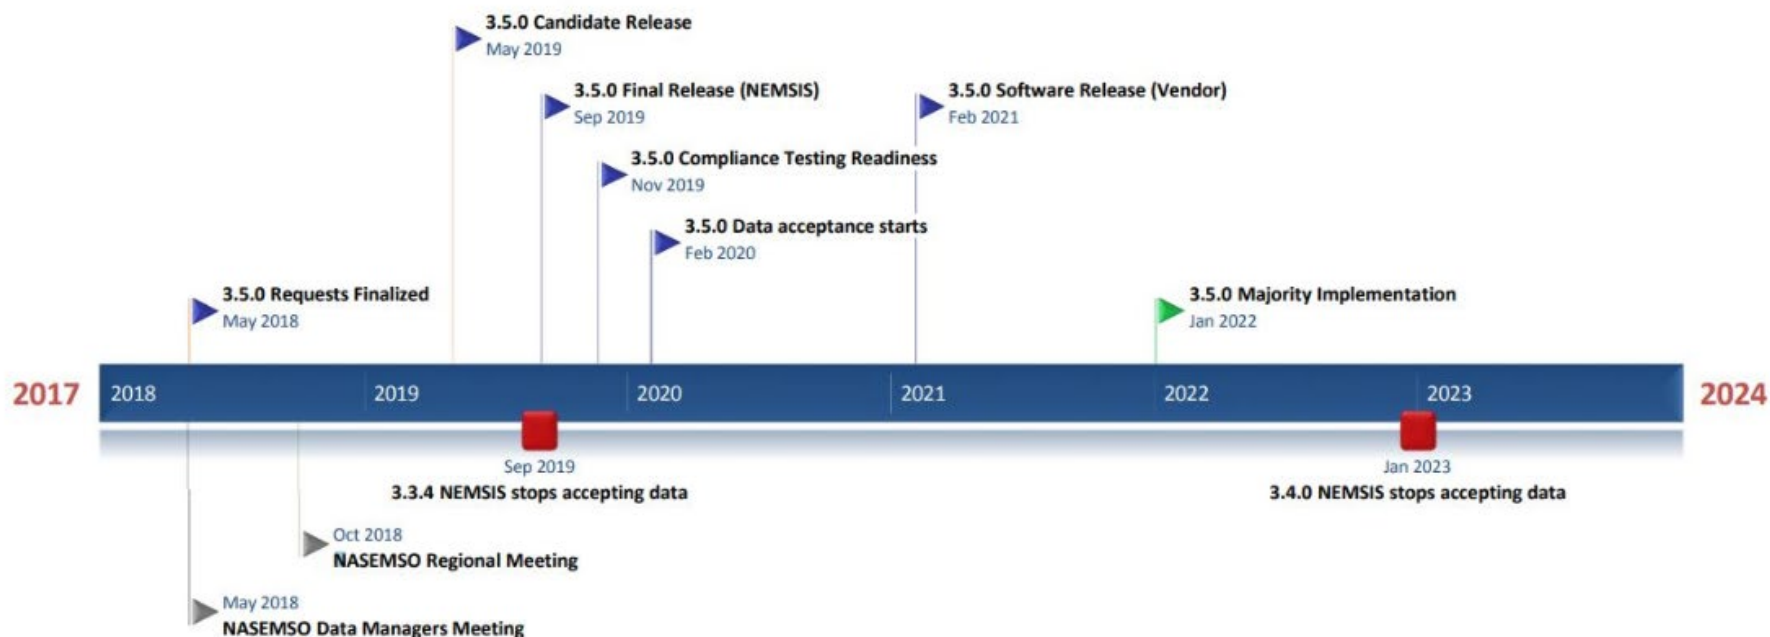 3.5.0 Candidate Release
May 2019
3.5.0 Final Release (NEMSIS)
Sep 2019
3.5.0 Software Release (Vendor)
Feb 2021
3.5.0 Compliance Testing Readiness
Nov 2019
3.5.0 Data acceptance starts
Feb 2020
3.5.0 Requests Finalized
May 2018
3.5.0 Majority Implementation
Jan 2022
2017 2018 2019 2020 2021 2022 2023 2024
Sep 2019
3.3.4 NEMSIS stops accepting data
Jan 2023
3.4.0 NEMSIS stops accepting data
Oct 2018
NASEMSO Regional Meeting
May 2018
NASEMSO Data Managers Meeting